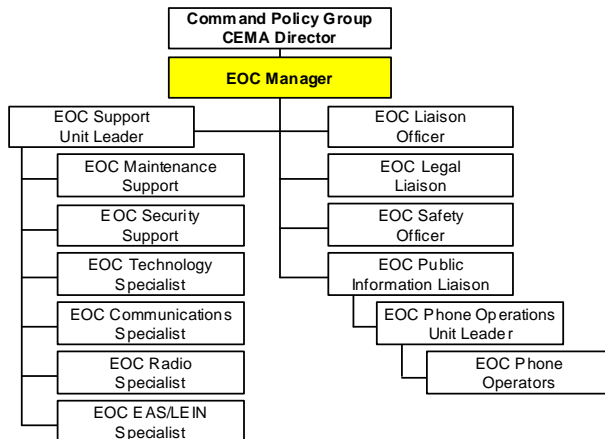 Command Policy Group
CEMA Director
EOC Manager
EOC Support
Unit Leader
EOC Maintenance
Support
EOC Security
Support
EOC Technology
Specialist
EOC Communications
Specialist
EOC Radio
Specialist
EOC EAS/LEIN
Specialist
EOC Liaison
Officer
EOC Legal
Liaison
EOC Safety
Officer
EOC Public
Information Liaison
EOC Phone Operations
Unit Leader
EOC Phone
Operators